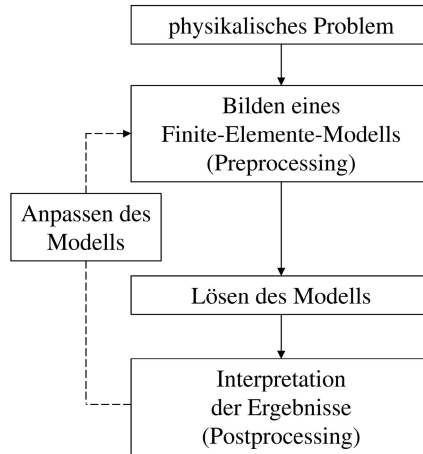 physikalisches Problem
Bilden eines
Finite-Elemente-Modells
(Preprocessing)
Anpassen des
Modells
Lösen des Modells
Interpretation
der Ergebnisse
(Postprocessing)